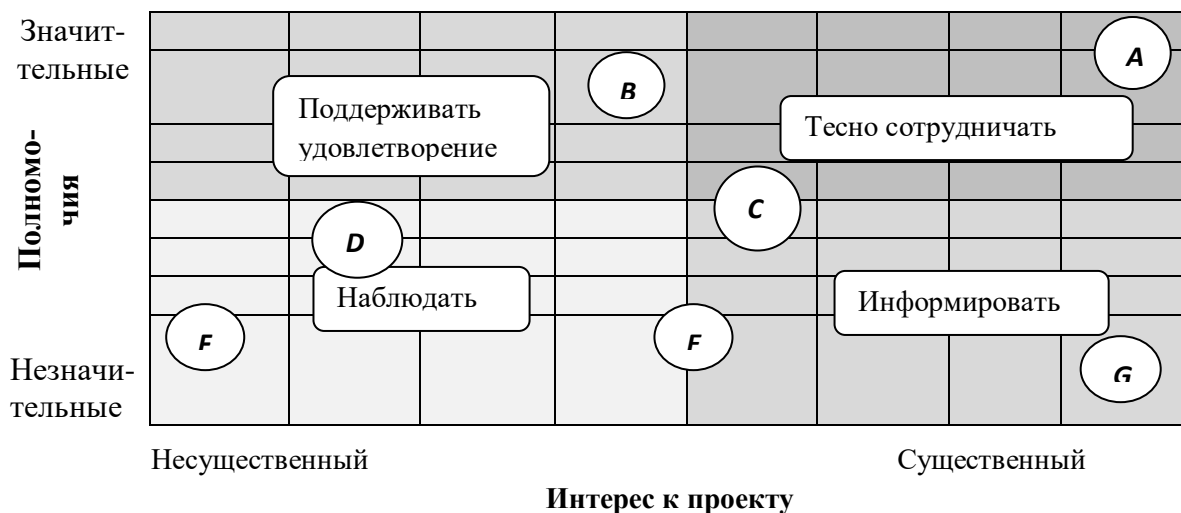 Значит-
тельные
Полномо-
чия
Незначи-
тельные
A
B
Поддерживать
удовлетворение
Тесно сотрудничать
C
D
Наблюдать
Информировать
G
Несущественный
Существенный
Интерес к проекту